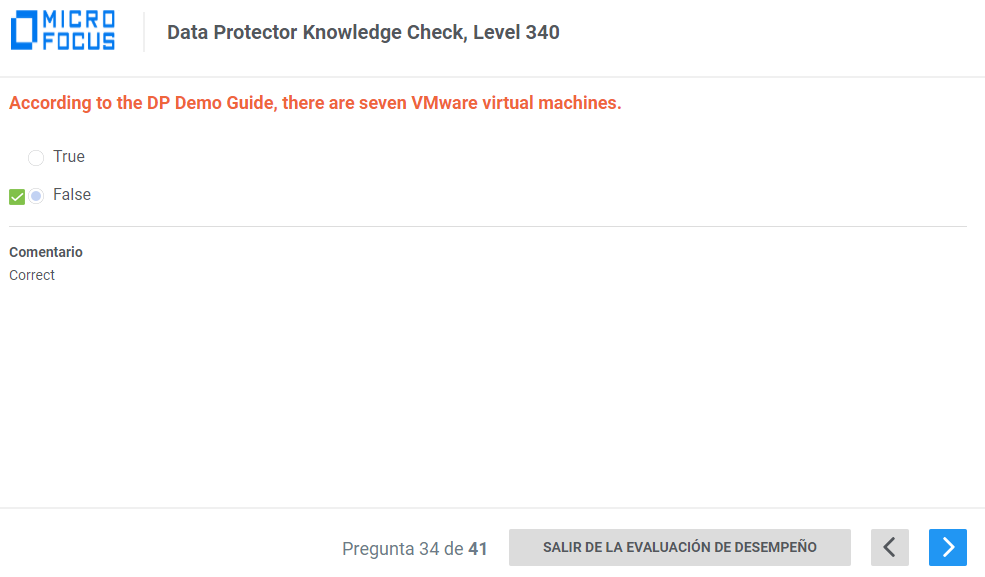 MICRO
FOCUS
Data Protector Knowledge Check, Level 340
According to the DP Demo Guide, there are seven VMware virtual machines.
True
False
Comentario
Correct
Pregunta 34 de 41
SALIR DE LA EVALUACIÓN DE DESEMPEÑO